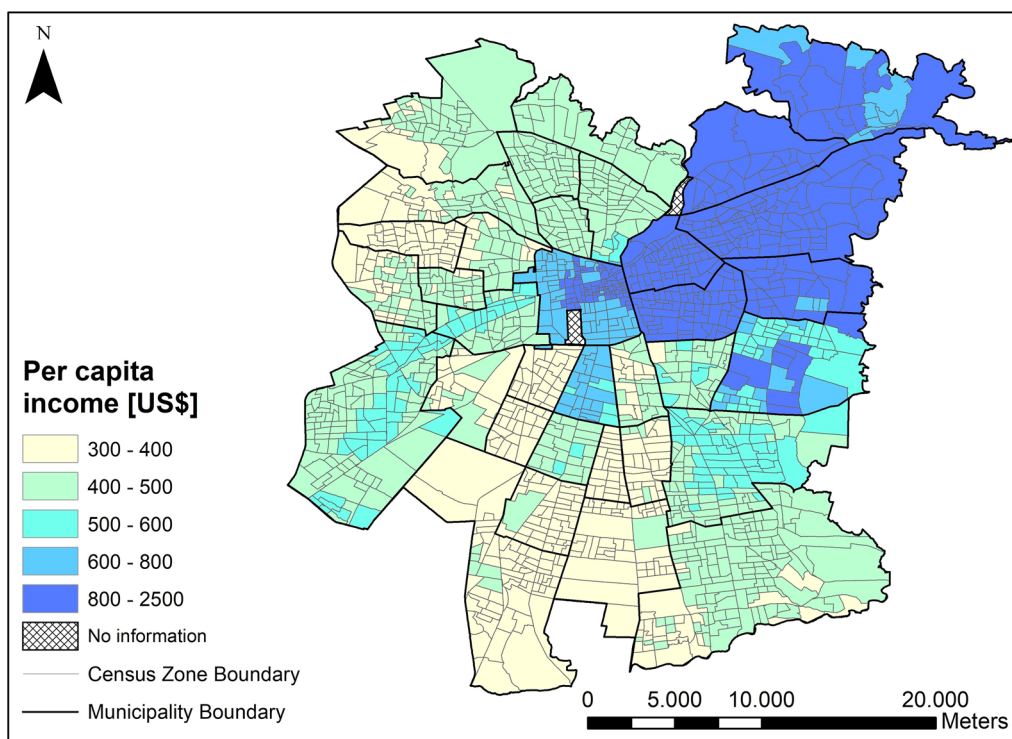 N
Per capita
income [US$]
300 - 400
400 - 500
500 - 600
600 - 800
800 - 2500
No information
Census Zone Boundary
Municipality Boundary
0 5.000 10.000 20.000
Meters